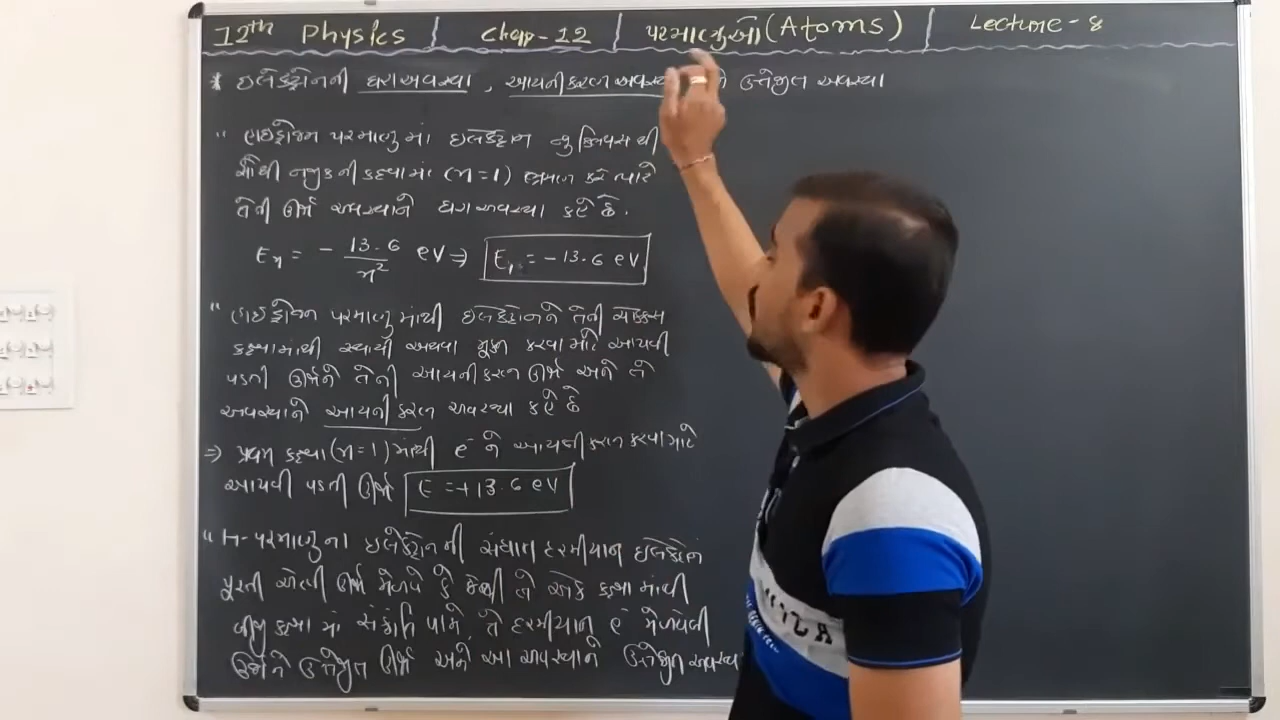 12th Physics | Chap-12 | પરમાણુઓ (Atoms) | Lecture - 8
* ઇલેક્ટ્રોનની ધરાઅવસ્થા, આયનીકરણ અવસ્થા ઉત્તેજીત અવસ્થા
" હાઇડ્રોજન પરમાણુમાં ઇલેક્ટ્રોન ન્યુક્લિયસથી
સૌથી નજીકની કક્ષામાં (n=1) ભ્રમણ કરે ત્યારે
તેની ઊર્જા અવસ્થાને ધરાઅવસ્થા કહે છે.
En = - 13.6 / n² eV ⇒ E₁ = -13.6 eV
" હાઇડ્રોજન પરમાણુમાંથી ઇલેક્ટ્રોનને તેની ચોક્કસ
કક્ષામાંથી સ્થાયી અથવા મુક્ત કરવા માટે આપવી
પડતી ઊર્જાને તેની આયનીકરણ ઊર્જા અને તે
અવસ્થાને આયનીકરણ અવસ્થા કહે છે
⇒ પ્રથમ કક્ષા (n=1) માંથી e⁻ ને આયનીકરણ કરવા માટે
આપવી પડતી ઊર્જા E = +13.6 eV
" H-પરમાણુના ઇલેક્ટ્રોનની સંઘાત દરમીયાન ઇલેક્ટ્રોન
પૂરતી એટલી ઊર્જા મેળવે કે જેથી તે એક કક્ષામાંથી
બીજી કક્ષામાં સંક્રાંતિ પામે, તે દરમીયાન e⁻ મેળવેલી
ઊર્જાને ઉત્તેજીત ઊર્જા અને આ અવસ્થાને ઉત્તેજીત અવસ્થ